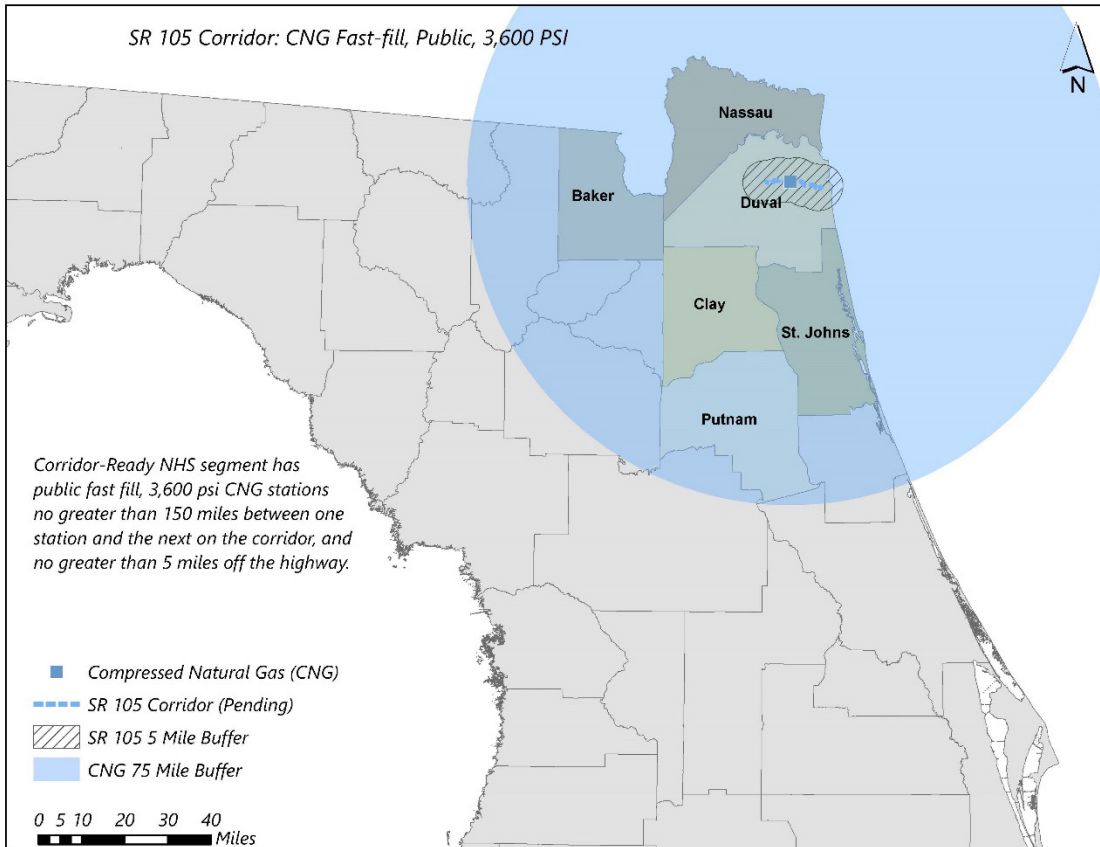 SR 105 Corridor: CNG Fast-fill, Public, 3,600 PSI
N
Nassau
Baker
Duval
Clay
St. Johns
Putnam
Corridor-Ready NHS segment has
public fast fill, 3,600 psi CNG stations
no greater than 150 miles between one
station and the next on the corridor, and
no greater than 5 miles off the highway.
Compressed Natural Gas (CNG)
SR 105 Corridor (Pending)
SR 105 5 Mile Buffer
CNG 75 Mile Buffer
0 5 10 20 30 40
Miles